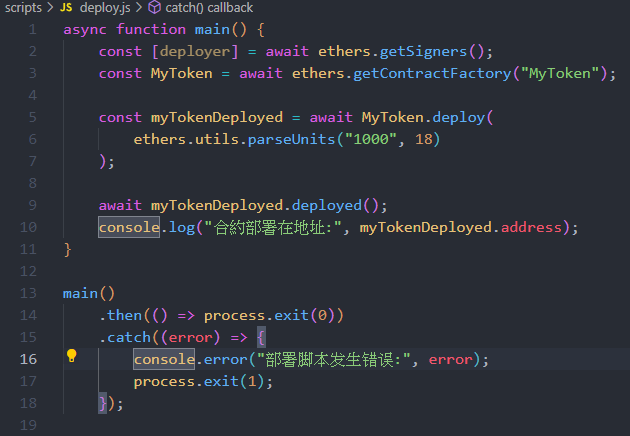 scripts > JS deploy.js > catch() callback
1 async function main() {
2 const [deployer] = await ethers.getSigners();
3 const MyToken = await ethers.getContractFactory("MyToken");
4
5 const myTokenDeployed = await MyToken.deploy(
6 ethers.utils.parseUnits("1000", 18)
7 );
8
9 await myTokenDeployed.deployed();
10 console.log("合約部署在地址:", myTokenDeployed.address);
11 }
12
13 main()
14 .then(() => process.exit(0))
15 .catch((error) => {
16 console.error("部署脚本发生错误:", error);
17 process.exit(1);
18 });
19